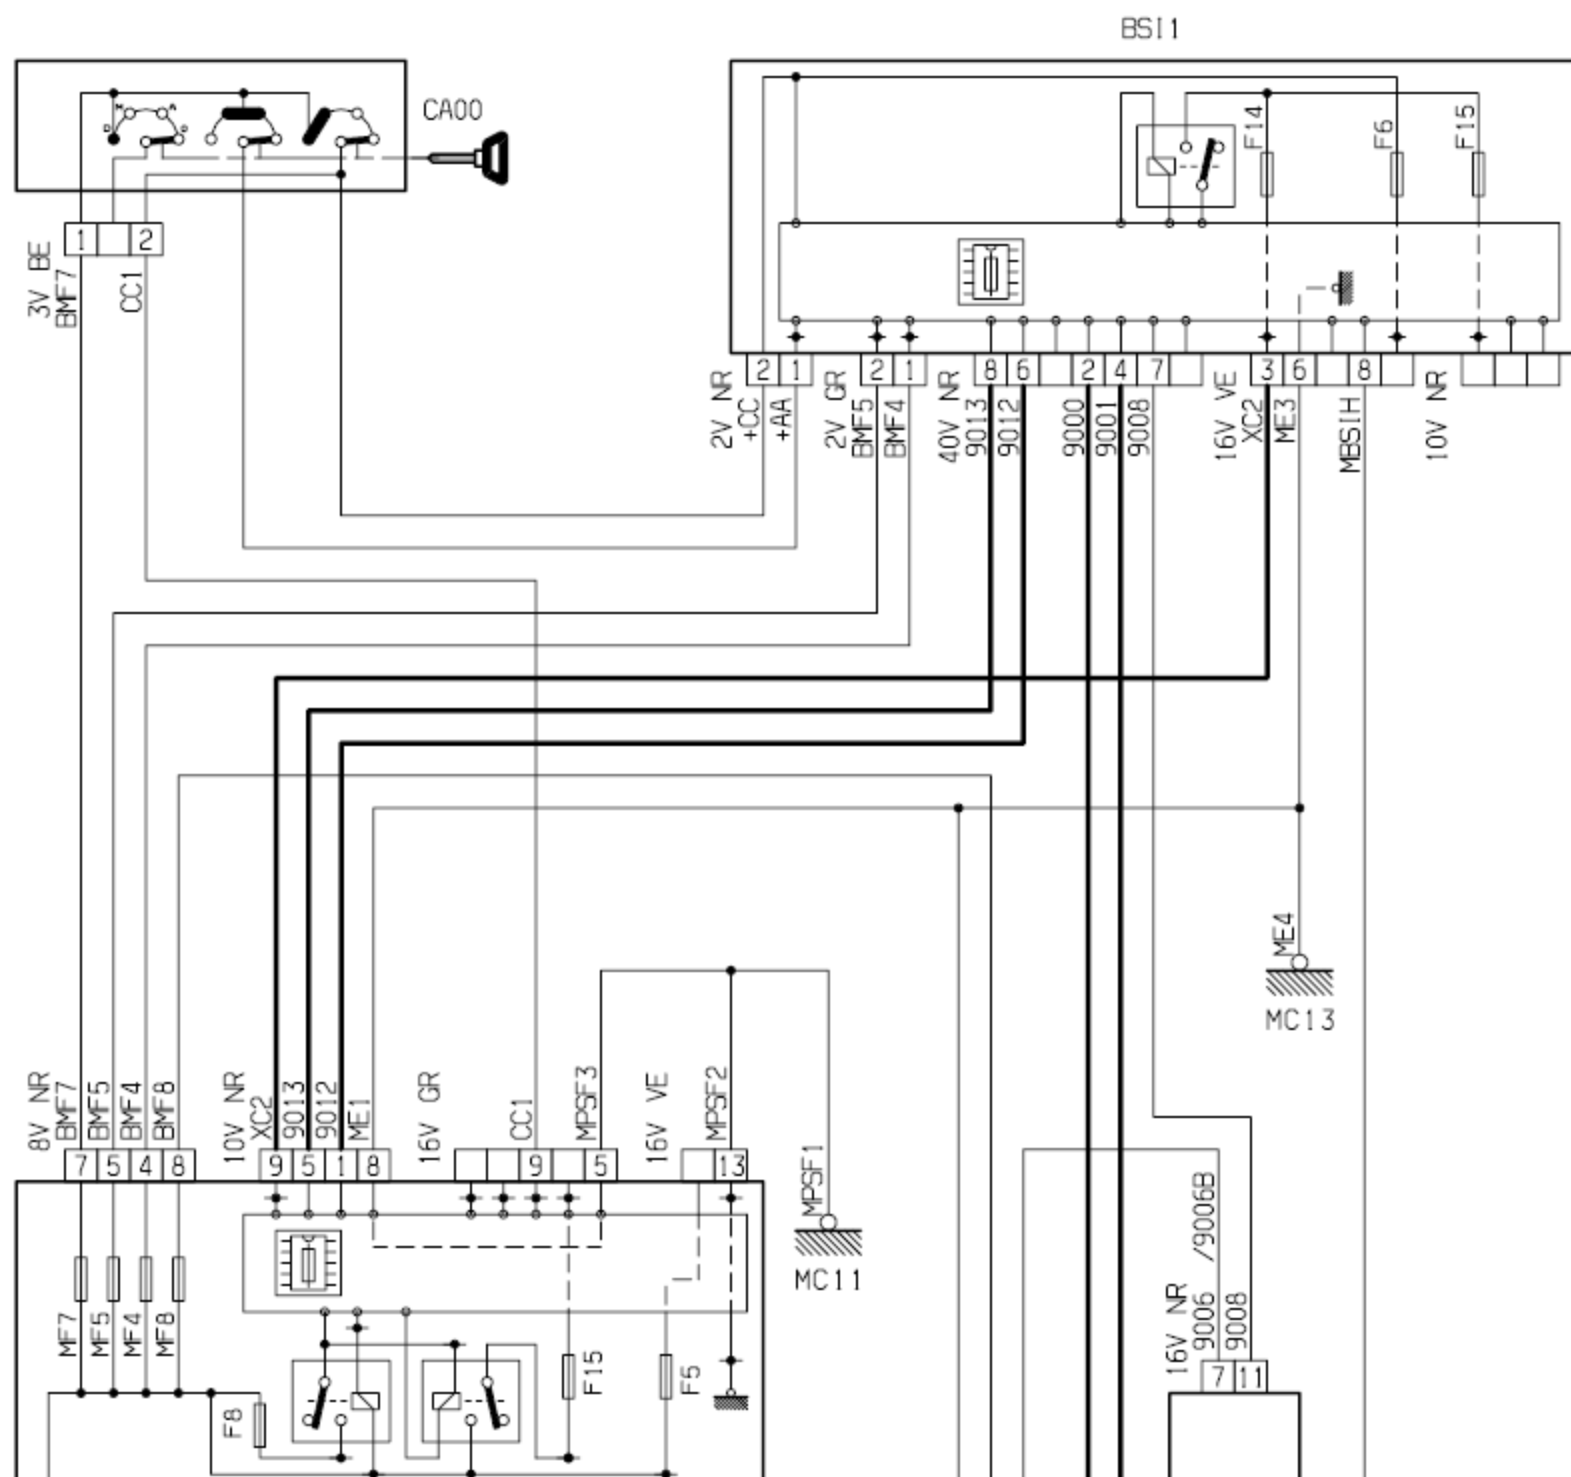 BSI1
CA00
M A
D D
F14
F6
F15
1 2
3V BE
BMF7
CC1
2 1 2 1 8 6 2 4 7 3 6 8
2V NR
+CC
+AA
2V GR
BMF5
BMF4
40V NR
9013
9012
9000
9001
9008
16V VE
XC2
ME3
MBSIH
10V NR
ME4
MC13
8V NR
BMF7
BMF5
BMF4
BMF8
10V NR
XC2
9013
9012
ME1
16V GR
CC1
MPSF3
16V VE
MPSF2
7 5 4 8 9 5 1 8 9 5 13
MPSF1
MC11
MF7
MF5
MF4
MF8
F8
F15
F5
16V NR
9006 /9006B
9008
7 11